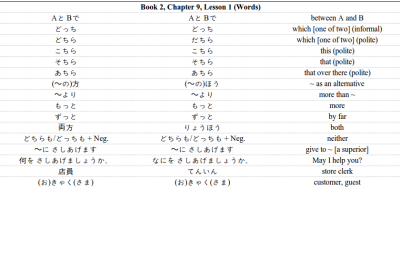 Book 2, Chapter 9, Lesson 1 (Words)
AとBで AとBで between A and B
どっち どっち which [one of two] (informal)
どちら どちら which [one of two] (polite)
こちら こちら this (polite)
そちら そちら that (polite)
あちら あちら that over there (polite)
(〜の)方 (〜の)ほう ~ as an alternative
〜より 〜より more than ~
もっと もっと more
ずっと ずっと by far
両方 りょうほう both
どちらも/どっちも + Neg. どちらも/どっちも + Neg. neither
〜に さしあげます 〜に さしあげます give to ~ [a superior]
何を さしあげましょうか。 なにを さしあげましょうか。 May I help you?
店員 てんいん store clerk
(お)きゃく(さま) (お)きゃく(さま) customer, guest